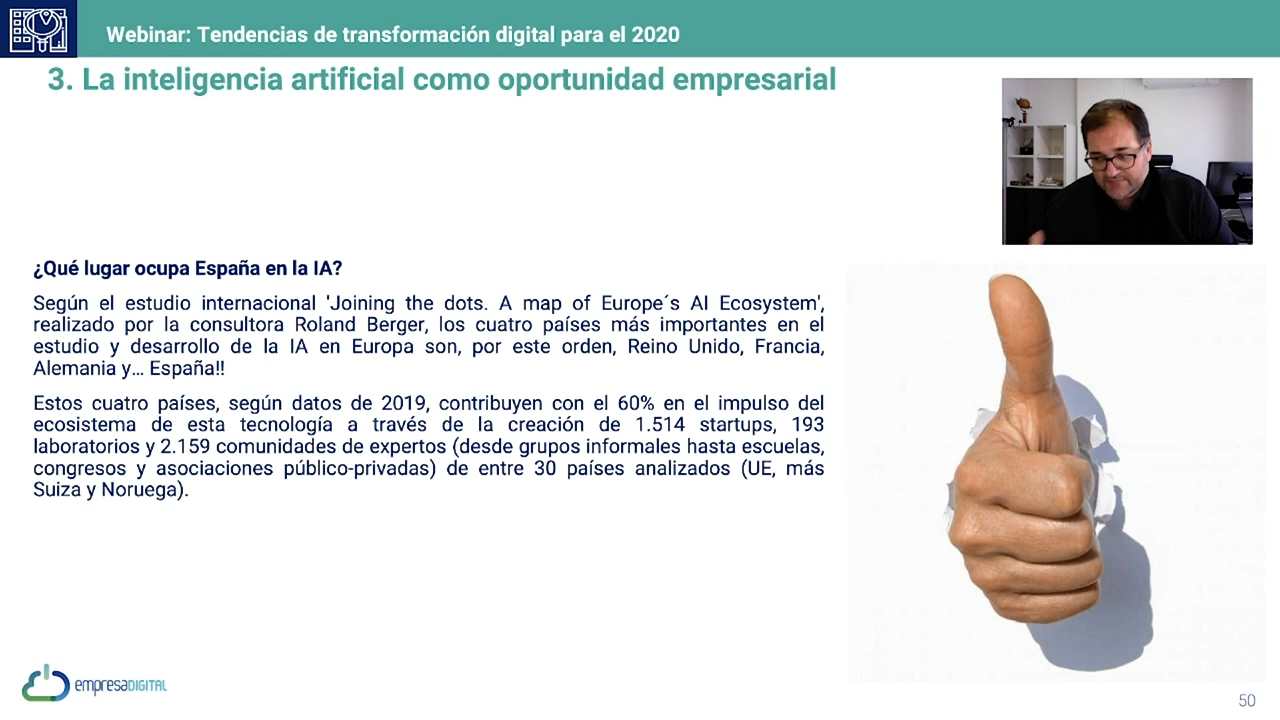 Webinar: Tendencias de transformación digital para el 2020
3. La inteligencia artificial como oportunidad empresarial
¿Qué lugar ocupa España en la IA?
Según el estudio internacional 'Joining the dots. A map of Europe´s AI Ecosystem',
realizado por la consultora Roland Berger, los cuatro países más importantes en el
estudio y desarrollo de la IA en Europa son, por este orden, Reino Unido, Francia,
Alemania y... España!!
Estos cuatro países, según datos de 2019, contribuyen con el 60% en el impulso del
ecosistema de esta tecnología a través de la creación de 1.514 startups, 193
laboratorios y 2.159 comunidades de expertos (desde grupos informales hasta escuelas,
congresos y asociaciones público-privadas) de entre 30 países analizados (UE, más
Suiza y Noruega).
empresaDIGITAL
50